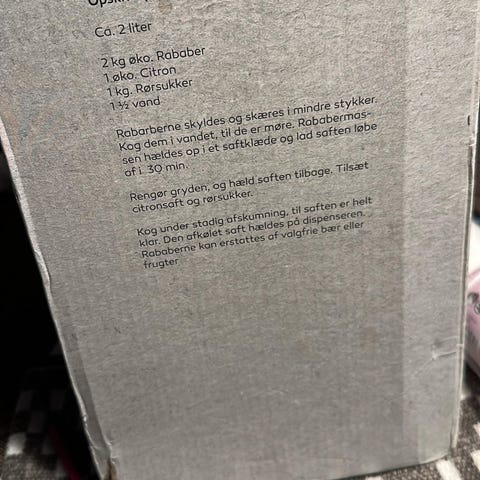 Ca. 2 liter
2 kg øko. Rababer
1 øko. Citron
1 kg. Rørsukker
1 ½ vand
Rabarberne skyldes og skæres i mindre stykker.
Kog dem i vandet, til de er møre. Rababermas-
sen hældes op i et saftklæde og lad saften løbe
af i 30 min.
Rengør gryden, og hæld saften tilbage. Tilsæt
citronsaft og rørsukker.
Kog under stadig afskumning, til saften er helt
klar. Den afkølet saft hældes på dispenseren.
Rababerne kan erstattes af valgfrie bær eller
frugter